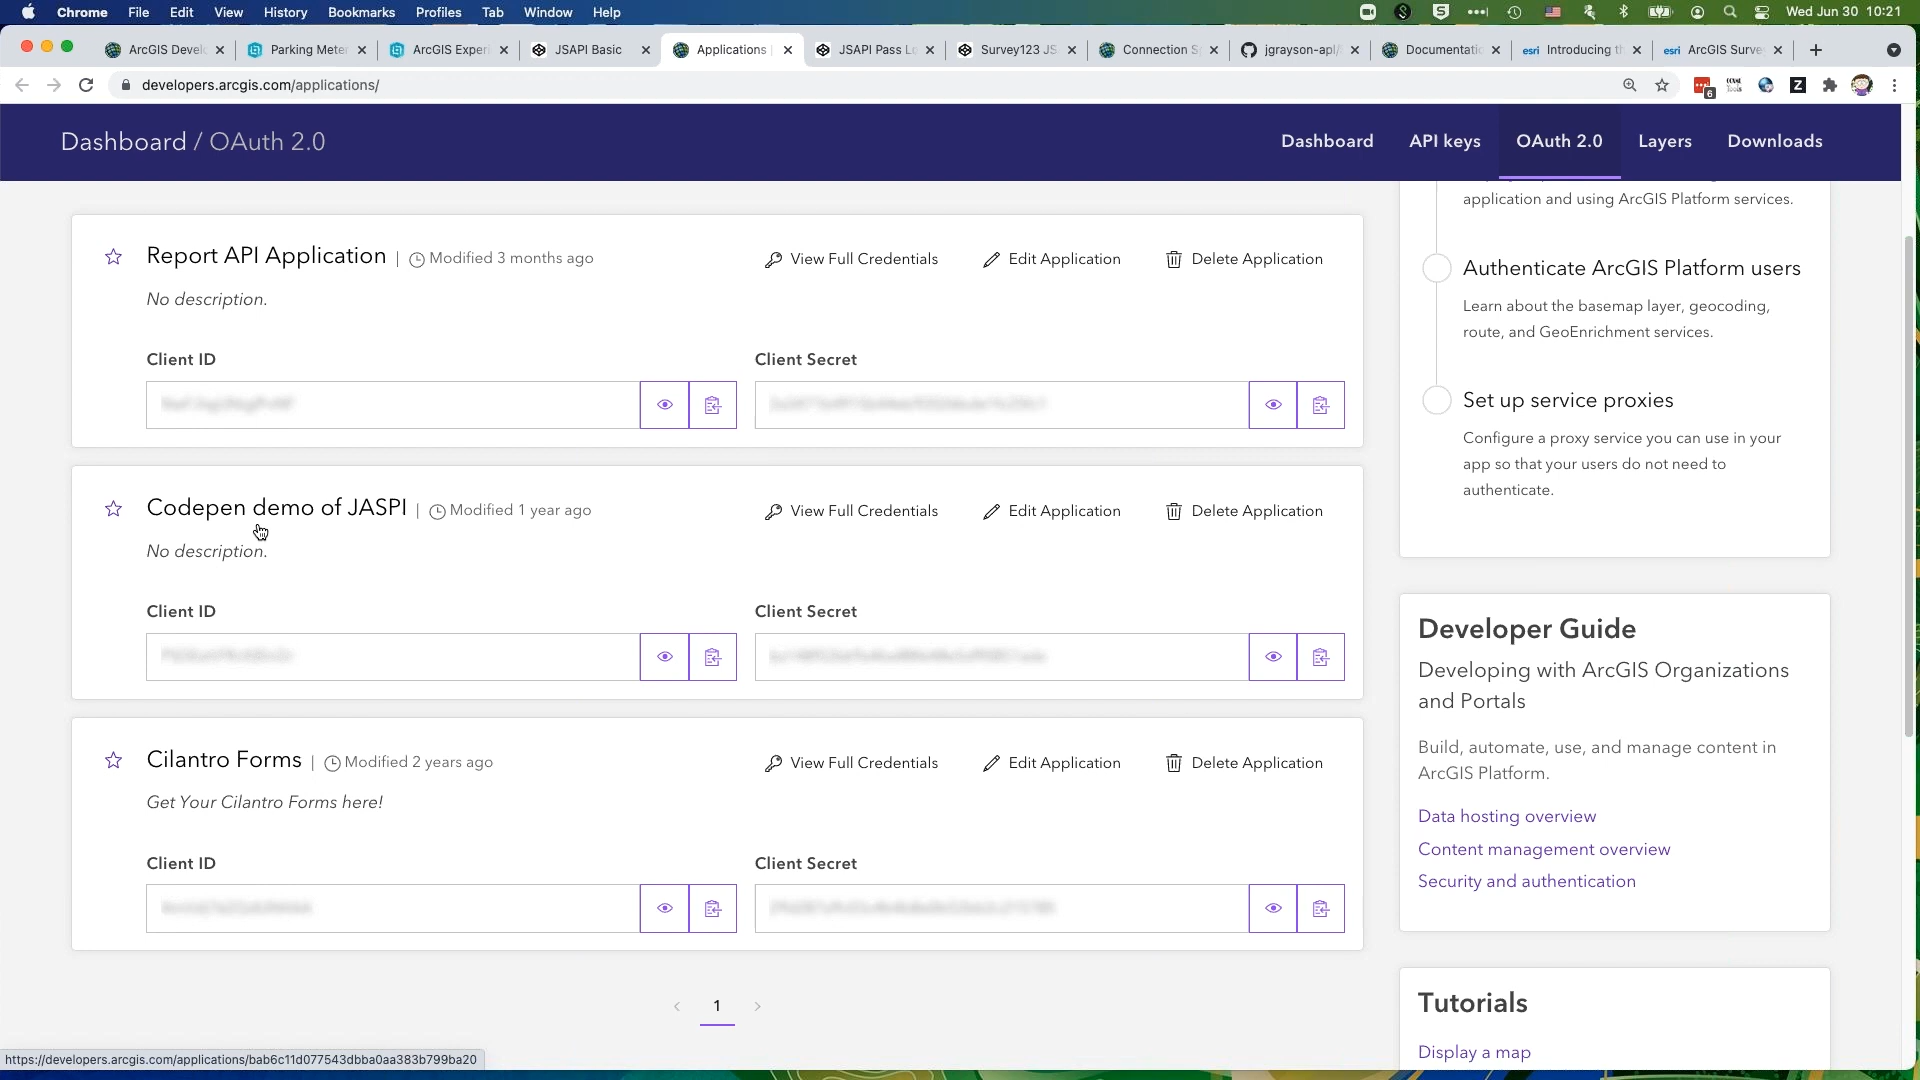 Chrome File Edit View History Bookmarks Profiles Tab Window Help Wed Jun 30 10:21
ArcGIS Develo Parking Mete ArcGIS Experi JSAPI Basic Applications JSAPI Pass Lo Survey123 JS Connection S jgrayson-apl/ Documentatio esri Introducing th esri ArcGIS Surve
developers.arcgis.com/applications/ 6 Z
Dashboard / OAuth 2.0 Dashboard API keys OAuth 2.0 Layers Downloads
application and using ArcGIS Platform services.
Report API Application | Modified 3 months ago View Full Credentials Edit Application Delete Application
No description.
Client ID Client Secret
Authenticate ArcGIS Platform users
Learn about the basemap layer, geocoding,
route, and GeoEnrichment services.
Set up service proxies
Configure a proxy service you can use in your
app so that your users do not need to
authenticate.
Codepen demo of JASPI | Modified 1 year ago View Full Credentials Edit Application Delete Application
No description.
Client ID Client Secret
Developer Guide
Developing with ArcGIS Organizations
and Portals
Build, automate, use, and manage content in
ArcGIS Platform.
Data hosting overview
Content management overview
Security and authentication
Cilantro Forms | Modified 2 years ago View Full Credentials Edit Application Delete Application
Get Your Cilantro Forms here!
Client ID Client Secret
< 1 >
Tutorials
Display a map
https://developers.arcgis.com/applications/bab6c11d077543dbba0aa383b799ba20